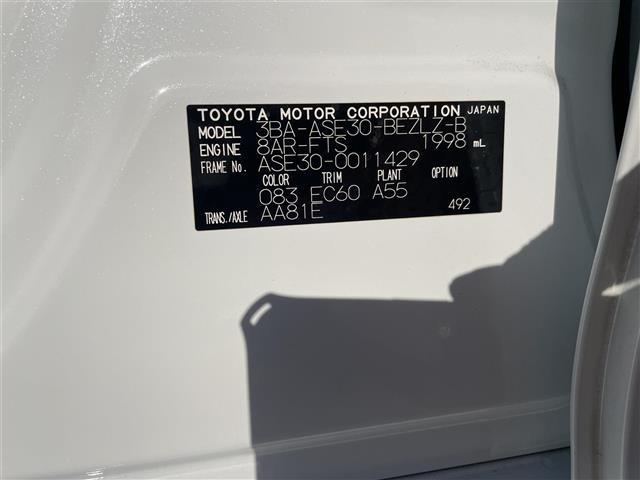 TOYOTA MOTOR CORPORATION JAPAN
MODEL 3BA-ASE30-BEZLZ-B
ENGINE 8AR-FTS 1998 mL
FRAME No. ASE30-0011429
COLOR TRIM PLANT OPTION
083 EC60 A55
TRANS./AXLE AA81E 492